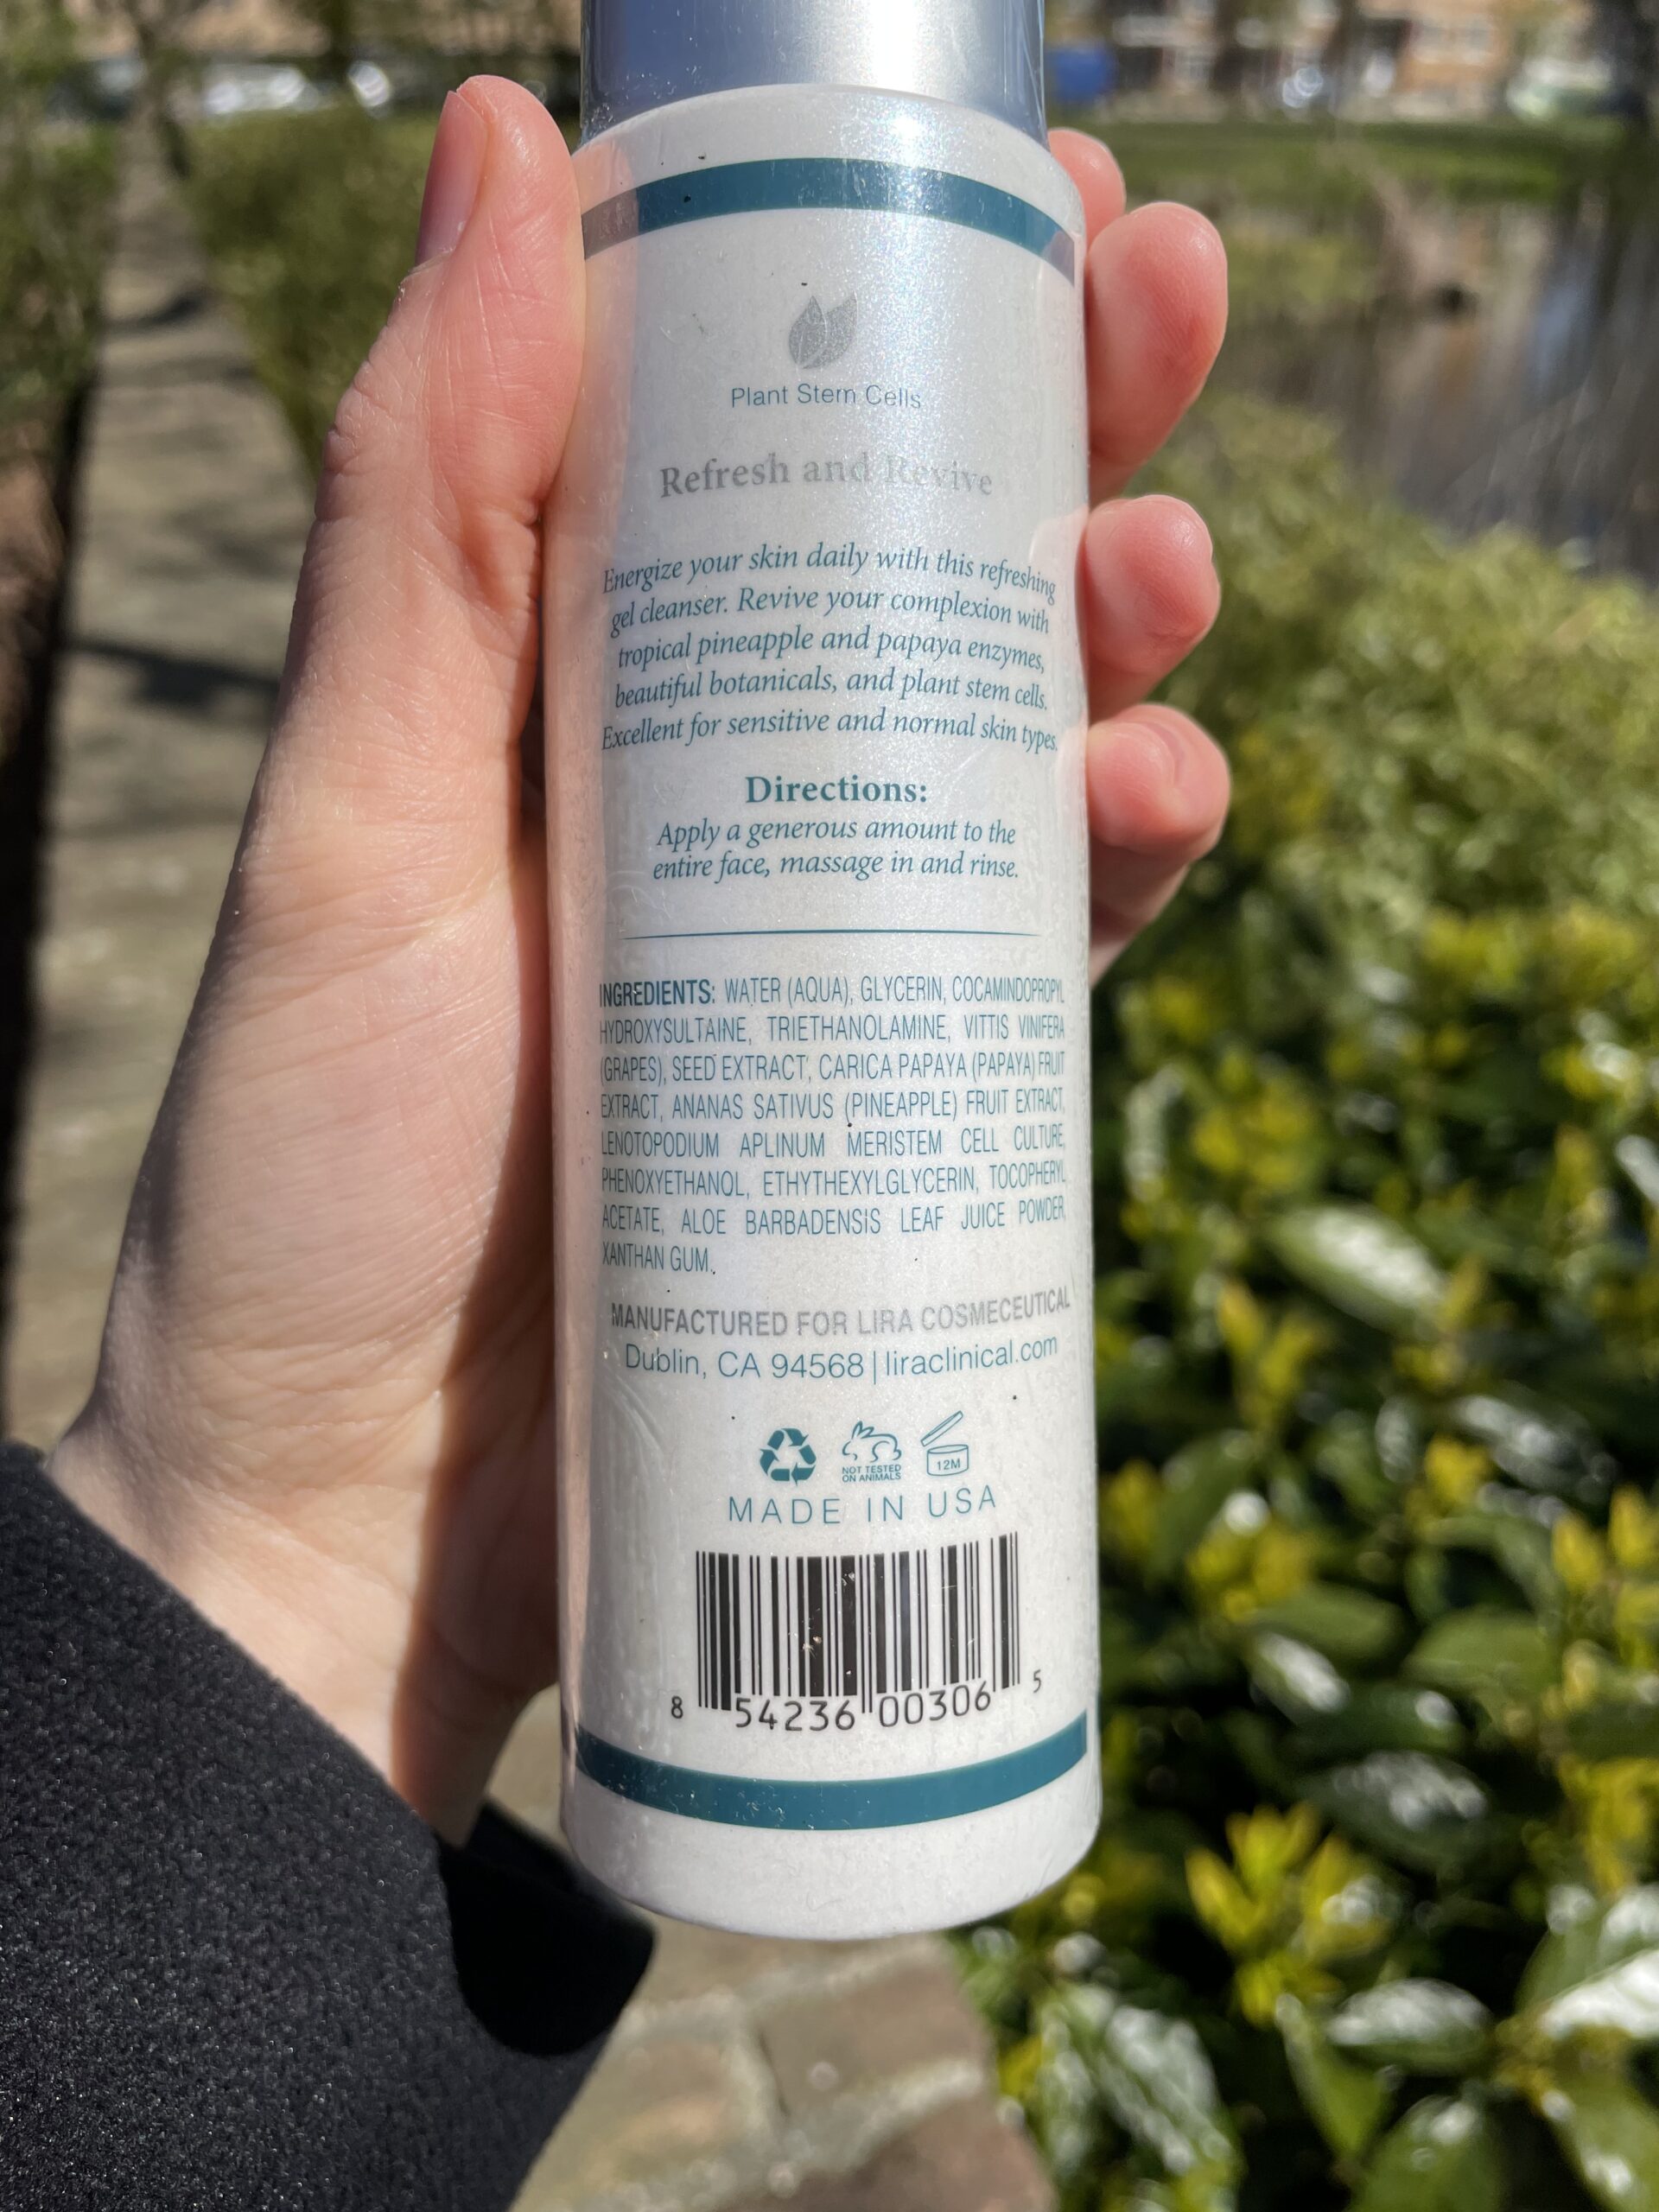 Plant Stem Cells
Refresh and Revive
Energize your skin daily with this refreshing
gel cleanser. Revive your complexion with
tropical pineapple and papaya enzymes,
beautiful botanicals, and plant stem cells.
Excellent for sensitive and normal skin types.
Directions:
Apply a generous amount to the
entire face, massage in and rinse.
INGREDIENTS: WATER (AQUA), GLYCERIN, COCAMINDOPROPYL
HYDROXYSULTAINE, TRIETHANOLAMINE, VITTIS VINIFERA
(GRAPES), SEED EXTRACT, CARICA PAPAYA (PAPAYA) FRUIT
EXTRACT, ANANAS SATIVUS (PINEAPPLE) FRUIT EXTRACT,
LENOTOPODIUM APLINUM MERISTEM CELL CULTURE,
PHENOXYETHANOL, ETHYTHEXYLGLYCERIN, TOCOPHERYL
ACETATE, ALOE BARBADENSIS LEAF JUICE POWDER,
XANTHAN GUM.
MANUFACTURED FOR LIRA COSMECEUTICAL
Dublin, CA 94568 | liraclinical.com
NOT TESTED
ON ANIMALS
12M
MADE IN USA
8 54236 00306 5